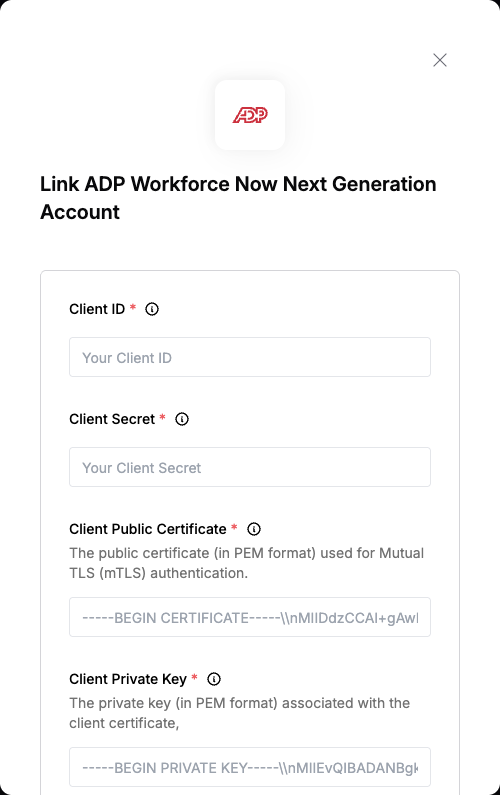 ADP
Link ADP Workforce Now Next Generation
Account
Client ID *
Your Client ID
Client Secret *
Your Client Secret
Client Public Certificate *
The public certificate (in PEM format) used for Mutual
TLS (mTLS) authentication.
-----BEGIN CERTIFICATE-----\\nMIIDdzCCAl+gAwI
Client Private Key *
The private key (in PEM format) associated with the
client certificate,
-----BEGIN PRIVATE KEY-----\\nMIIEvQIBADANBgk